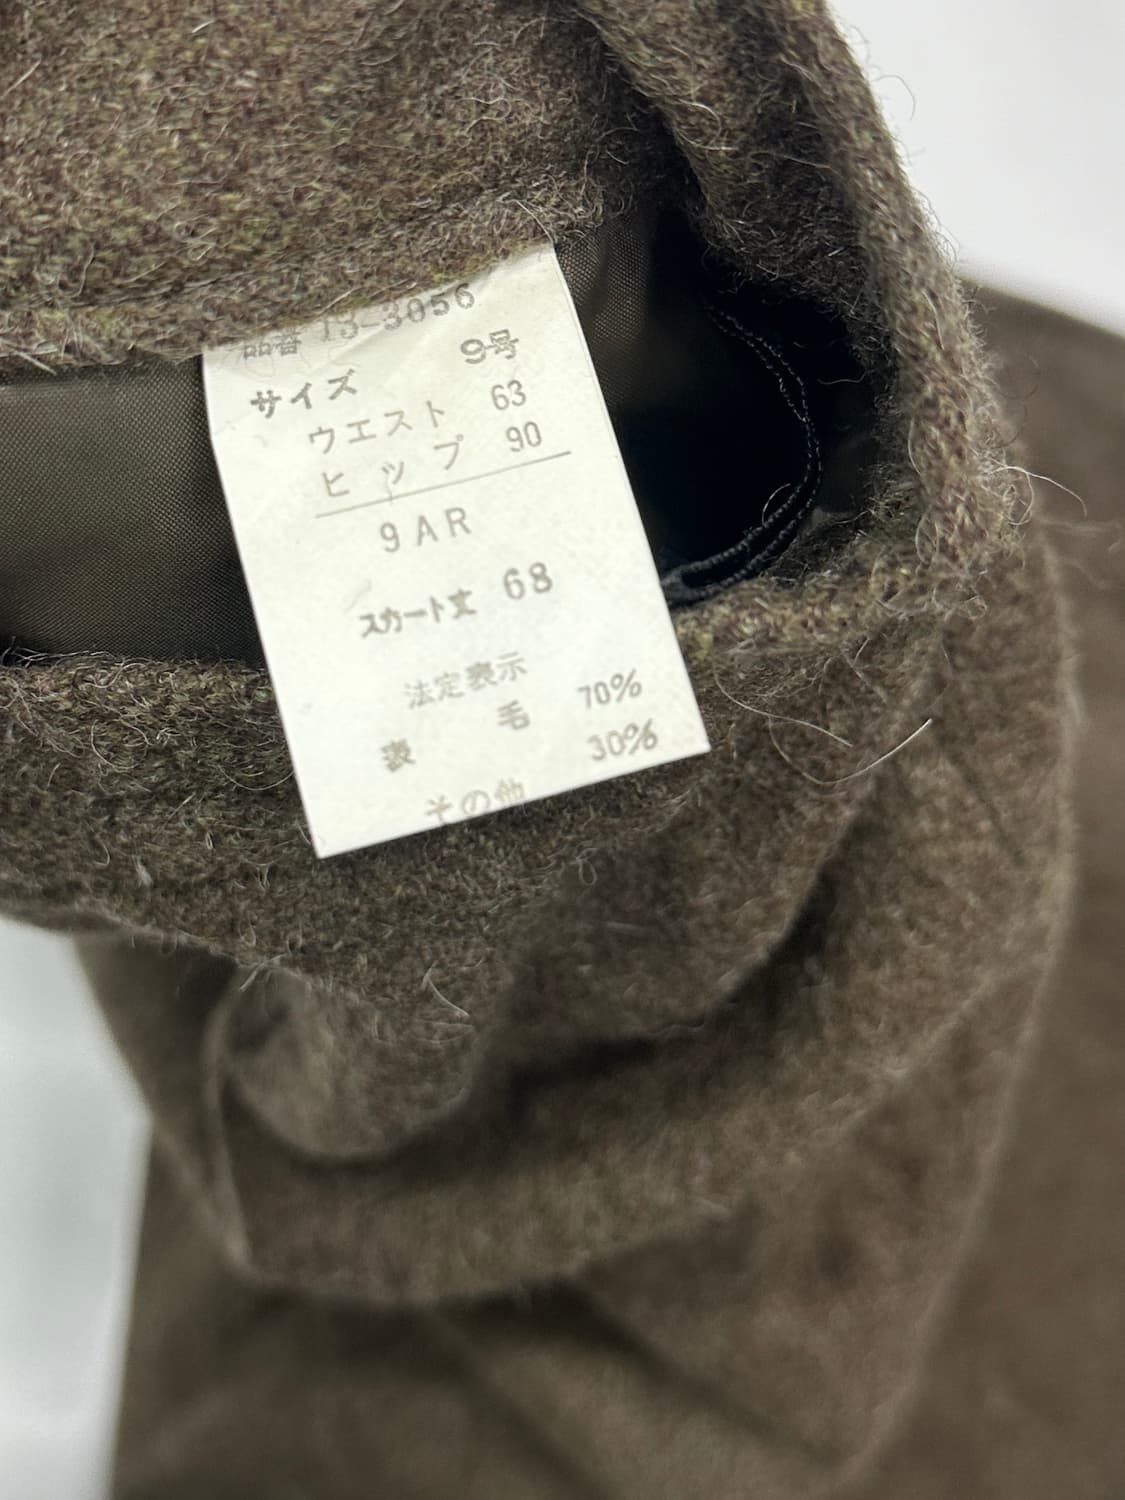 品番 13-3056
サイズ 9号
ウエスト 63
ヒップ 90
9AR
スカート丈 68
法定表示
表 毛 70%
その他 30%